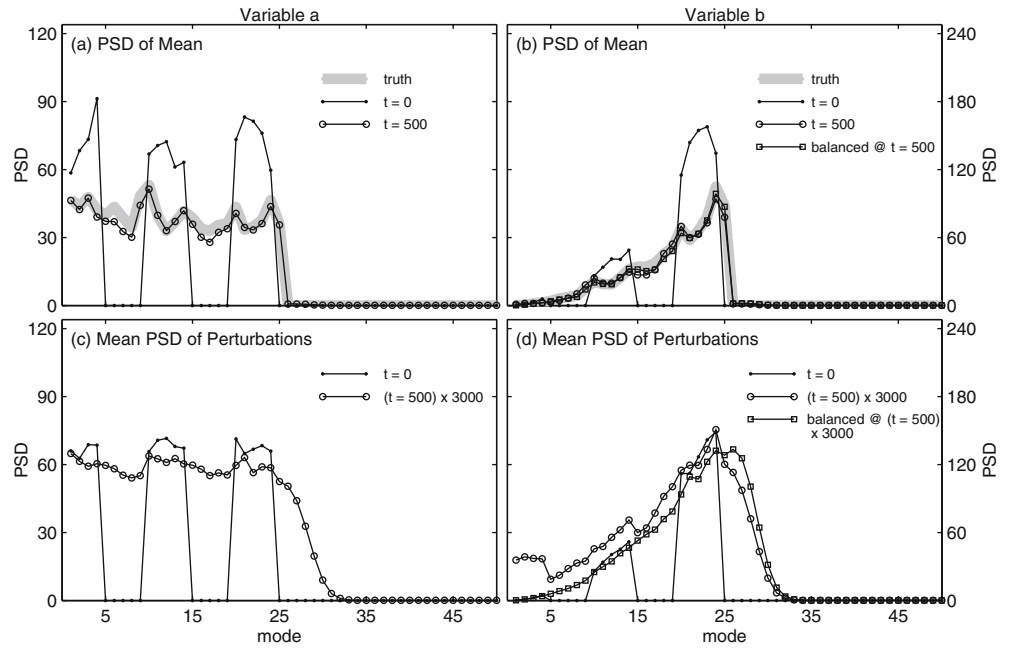 Variable a
Variable b
120
(a) PSD of Mean
truth
t = 0
t = 500
90
60
30
0
PSD
(b) PSD of Mean
truth
t = 0
t = 500
balanced @ t = 500
240
180
120
60
0
PSD
120
(c) Mean PSD of Perturbations
t = 0
(t = 500) x 3000
90
60
30
0
PSD
5
15
25
35
45
mode
(d) Mean PSD of Perturbations
t = 0
(t = 500) x 3000
balanced @ (t = 500)
x 3000
240
180
120
60
0
PSD
5
15
25
35
45
mode